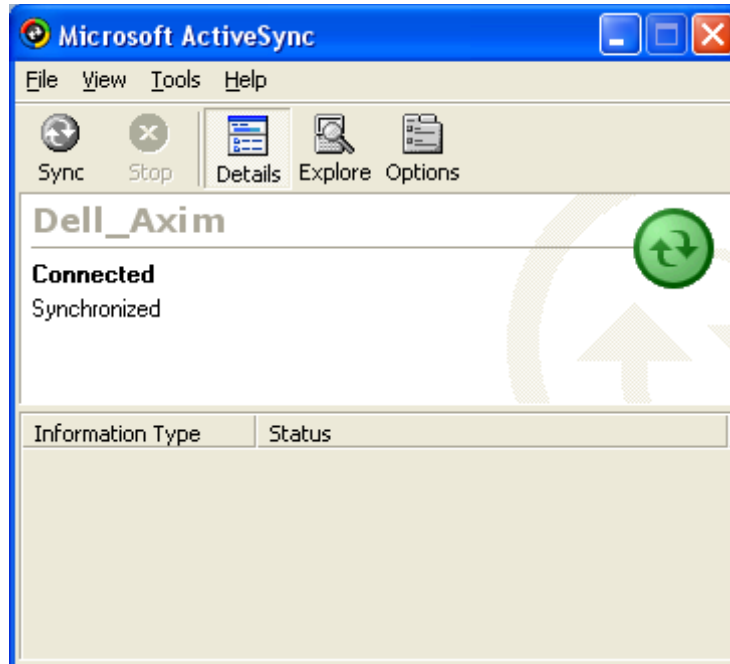 Microsoft ActiveSync
File View Tools Help
Sync Stop Details Explore Options
Dell_Axim
Connected
Synchronized
Information Type Status